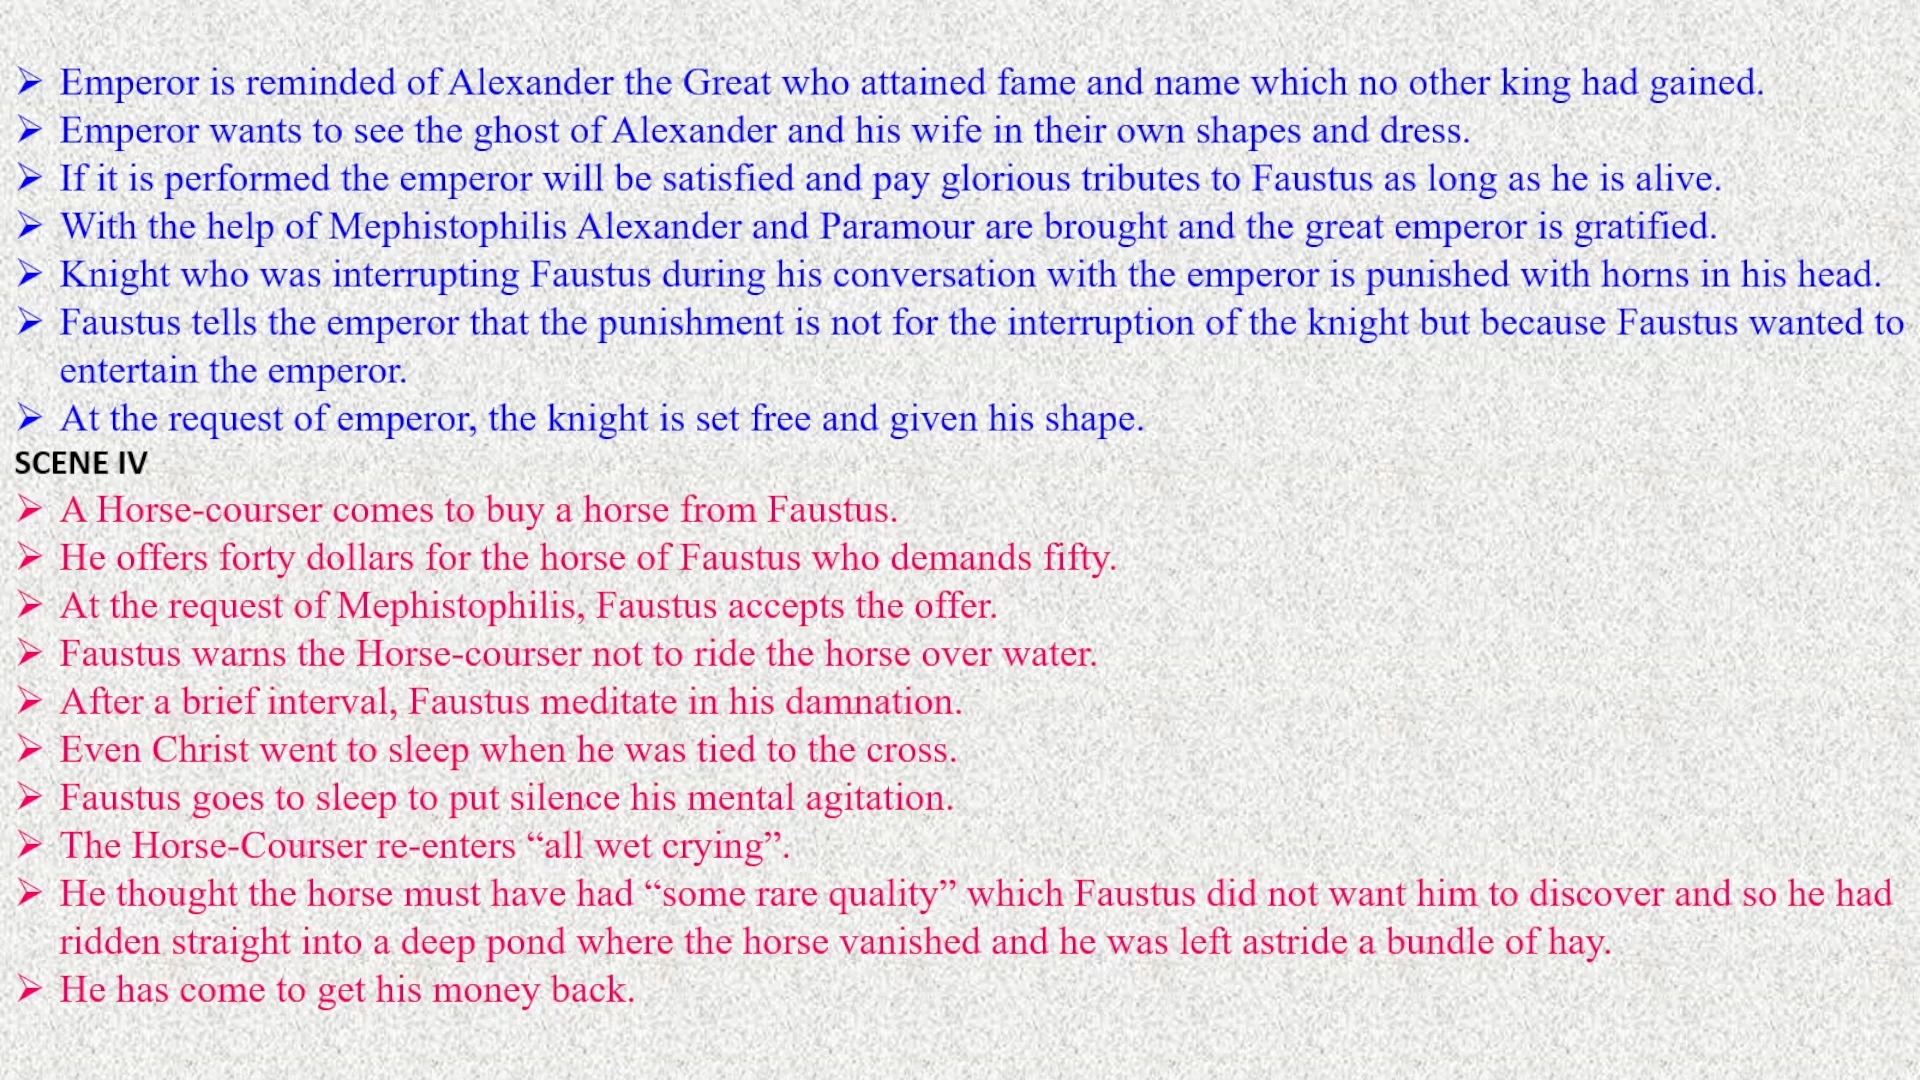 ➢ Emperor is reminded of Alexander the Great who attained fame and name which no other king had gained.
➢ Emperor wants to see the ghost of Alexander and his wife in their own shapes and dress.
➢ If it is performed the emperor will be satisfied and pay glorious tributes to Faustus as long as he is alive.
➢ With the help of Mephistophilis Alexander and Paramour are brought and the great emperor is gratified.
➢ Knight who was interrupting Faustus during his conversation with the emperor is punished with horns in his head.
➢ Faustus tells the emperor that the punishment is not for the interruption of the knight but because Faustus wanted to
entertain the emperor.
➢ At the request of emperor, the knight is set free and given his shape.
SCENE IV
➢ A Horse-courser comes to buy a horse from Faustus.
➢ He offers forty dollars for the horse of Faustus who demands fifty.
➢ At the request of Mephistophilis, Faustus accepts the offer.
➢ Faustus warns the Horse-courser not to ride the horse over water.
➢ After a brief interval, Faustus meditate in his damnation.
➢ Even Christ went to sleep when he was tied to the cross.
➢ Faustus goes to sleep to put silence his mental agitation.
➢ The Horse-Courser re-enters “all wet crying”.
➢ He thought the horse must have had “some rare quality” which Faustus did not want him to discover and so he had
ridden straight into a deep pond where the horse vanished and he was left astride a bundle of hay.
➢ He has come to get his money back.